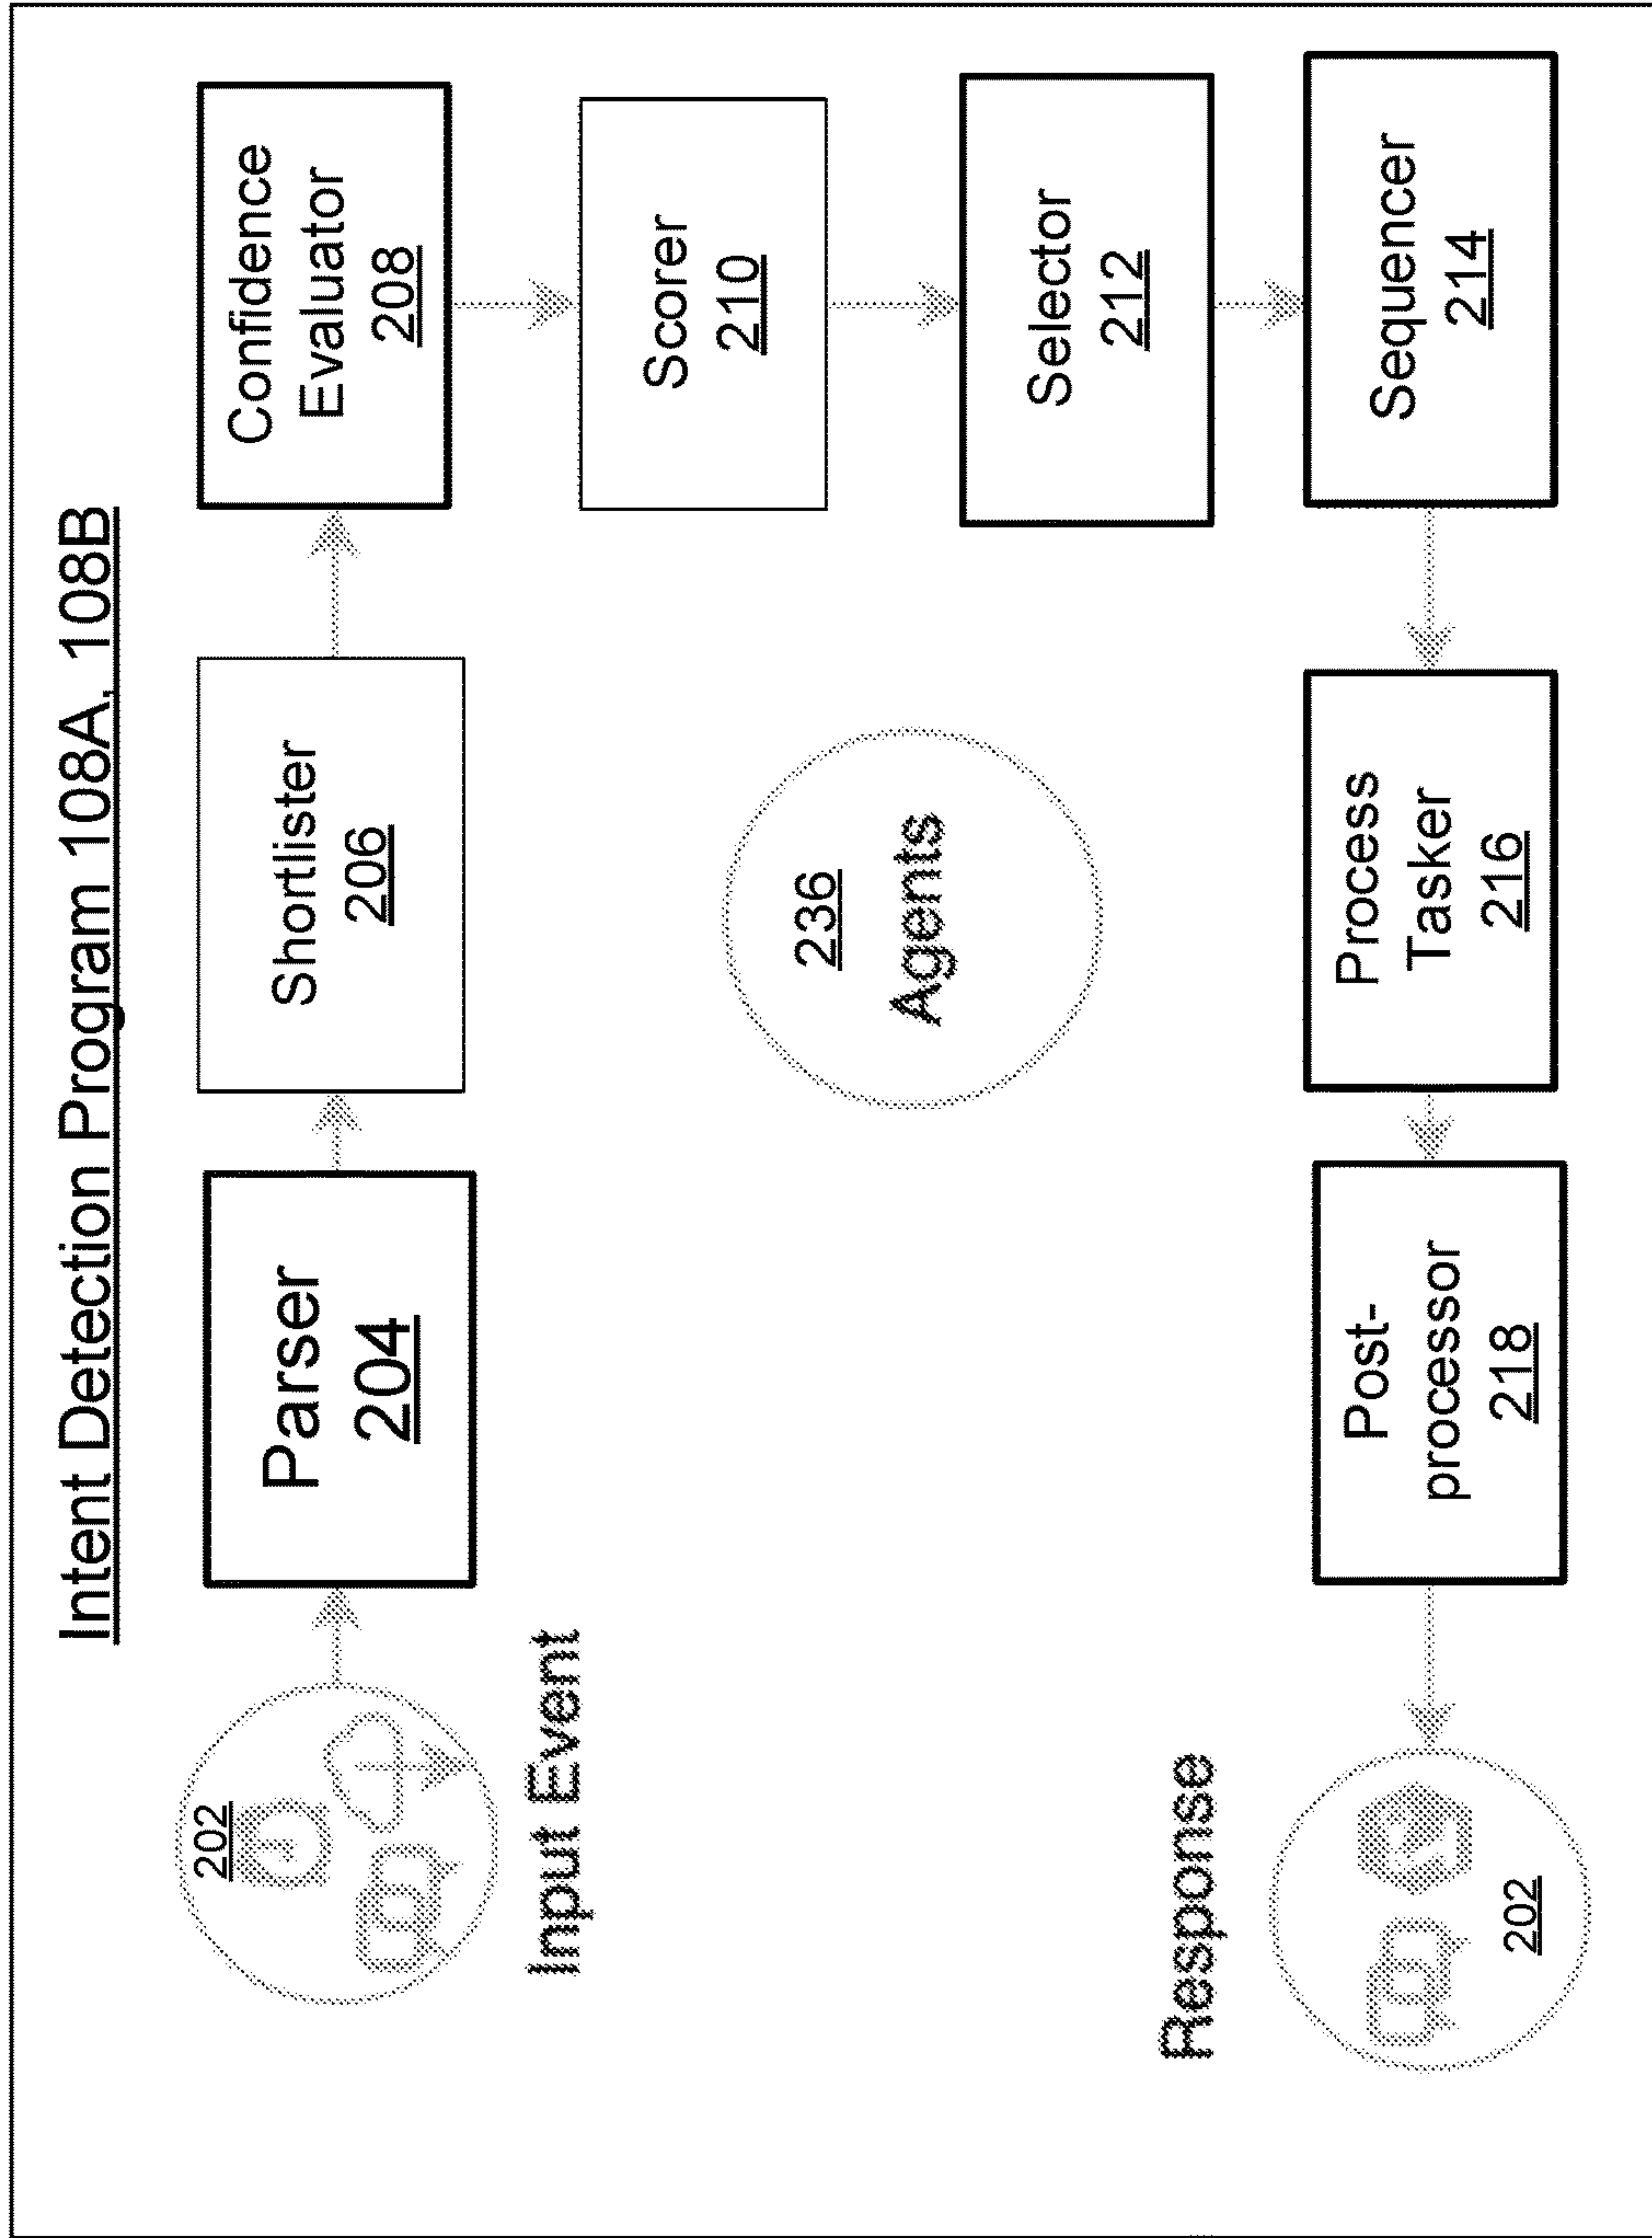 Intent Detection Program 108A, 108B
202
Input Event
Parser
204
Shortlister
206
Confidence
Evaluator
208
Scorer
210
Selector
212
Sequencer
214
Process
Tasker
216
Post-
processor
218
Response
202
236
Agents